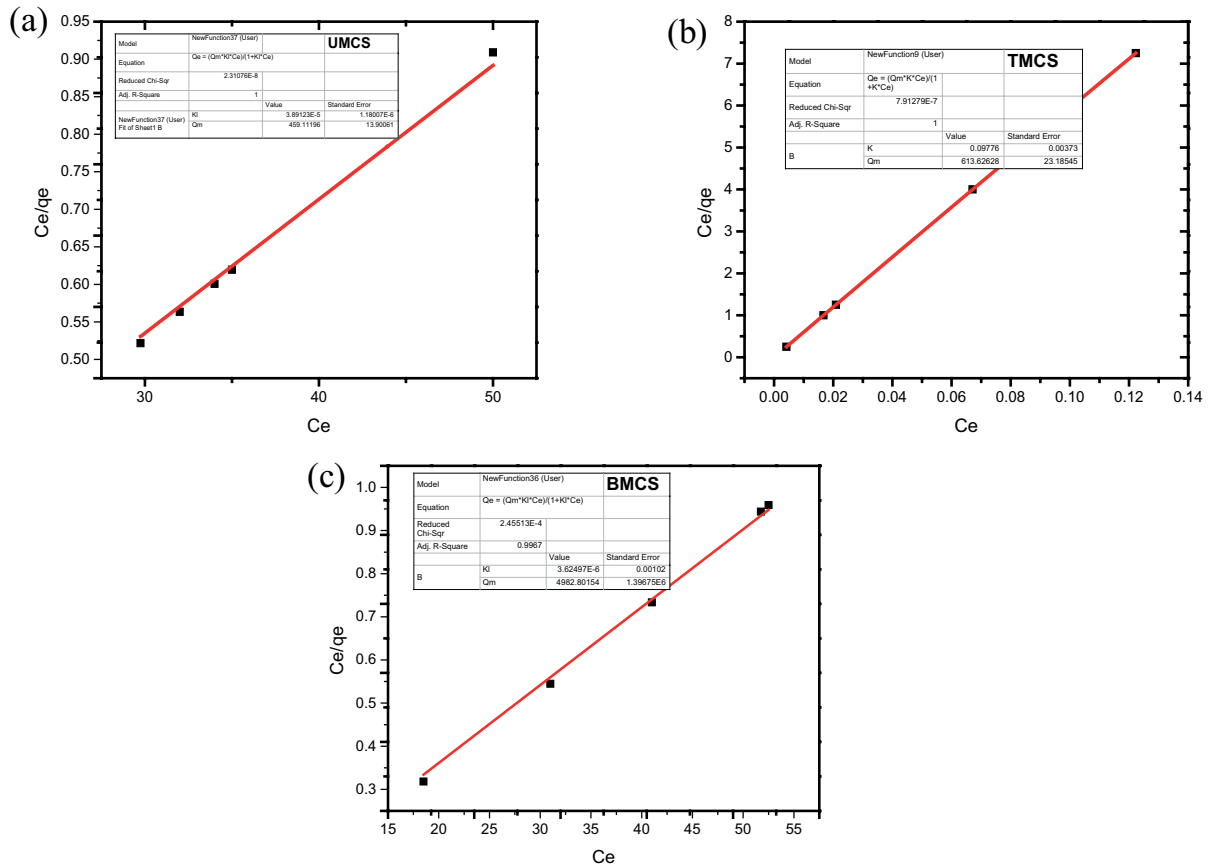 (a)
UMCS
Model
NewFunction37 (User)
Equation
Qe = (Qm*Kl*Ce)/(1+Kl*Ce)
Reduced Chi-Sqr
2.31076E-8
Adj. R-Square
1
Value
Standard Error
NewFunction37 (User)
Fit of Sheet1 B
Kl
3.89123E-5
1.18007E-6
Qm
459.11196
13.90061
0.95
0.90
0.85
0.80
0.75
0.70
0.65
0.60
0.55
0.50
Ce/qe
30
40
50
Ce
(b)
TMCS
Model
NewFunction9 (User)
Equation
Qe = (Qm*K*Ce)/(1
+K*Ce)
Reduced Chi-Sqr
7.91279E-7
Adj. R-Square
1
Value
Standard Error
B
K
0.09776
0.00373
Qm
613.62628
23.18545
8
7
6
5
4
3
2
1
0
Ce/qe
0.00
0.02
0.04
0.06
0.08
0.10
0.12
0.14
Ce
(c)
BMCS
Model
NewFunction36 (User)
Equation
Qe = (Qm*Kl*Ce)/(1+Kl*Ce)
Reduced
Chi-Sqr
2.45513E-4
Adj. R-Square
0.9967
Value
Standard Error
B
Kl
3.62497E-6
0.00102
Qm
4982.80154
1.39675E6
1.0
0.9
0.8
0.7
0.6
0.5
0.4
0.3
Ce/qe
15
20
25
30
35
40
45
50
55
Ce